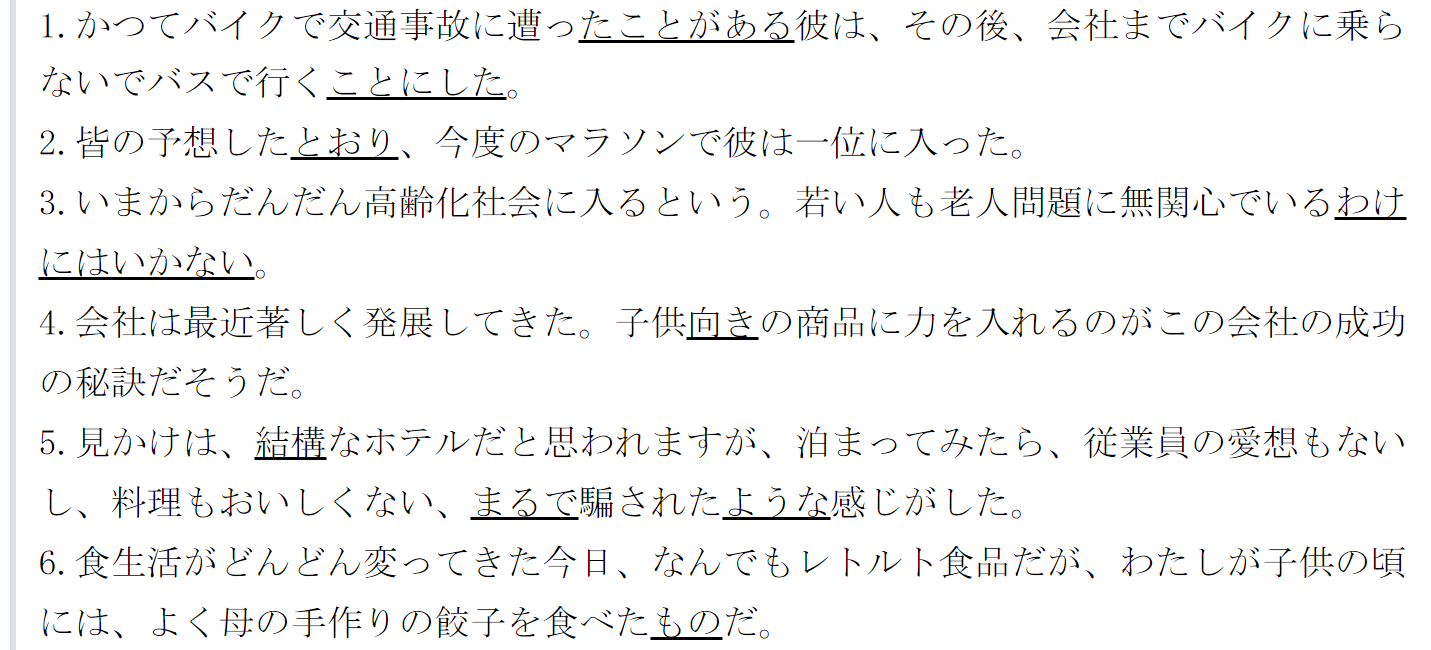 1.かつてバイクで交通事故に遭ったことがある彼は、その後、会社までバイクに乗ら
ないでバスで行くことにした。
2.皆の予想したとおり、今度のマラソンで彼は一位に入った。
3.いまからだんだん高齢化社会に入るという。若い人も老人問題に無関心でいるわけ
にはいかない。
4.会社は最近著しく発展してきた。子供向きの商品に力を入れるのがこの会社の成功
の秘訣だそうだ。
5.見かけは、結構なホテルだと思われますが、泊まってみたら、従業員の愛想もない
し、料理もおいしくない、まるで騙されたような感じがした。
6.食生活がどんどん変ってきた今日、なんでもレトルト食品だが、わたしが子供の頃
には、よく母の手作りの餃子を食べたものだ。